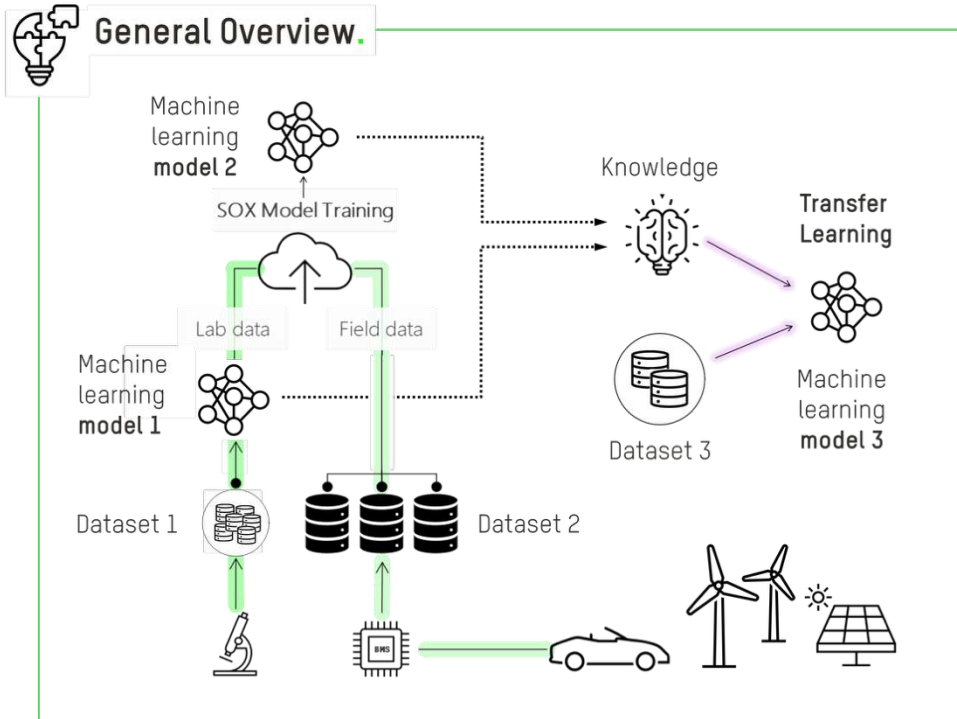 General Overview.
Machine
learning
model 2
SOX Model Training
Knowledge
Transfer
Learning
Lab data
Field data
Machine
learning
model 1
Machine
learning
model 3
Dataset 3
Dataset 1
Dataset 2
BMS